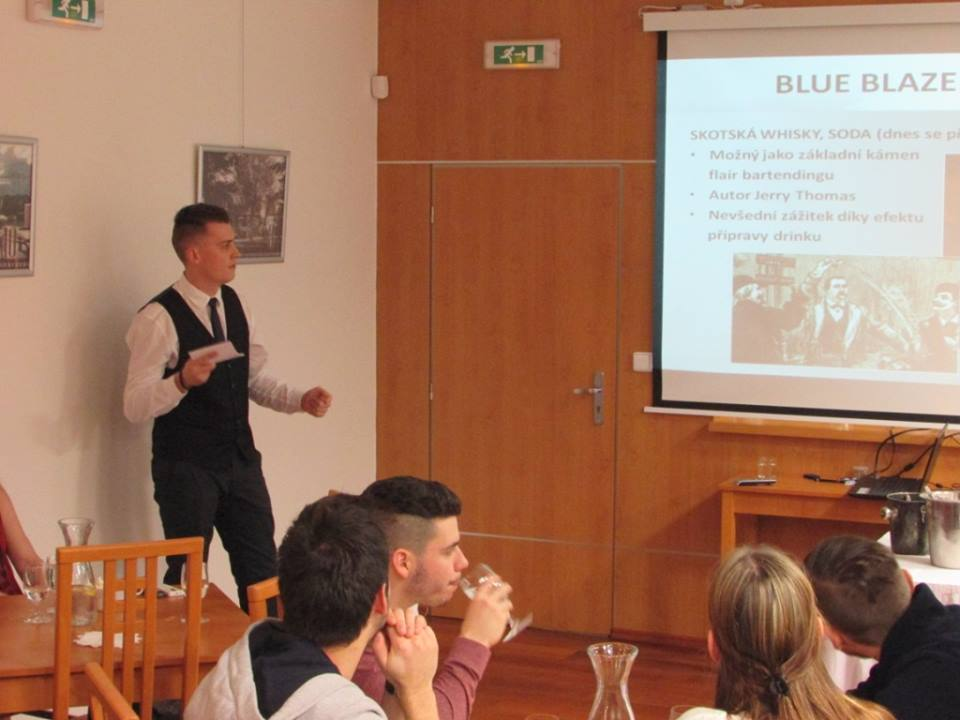 BLUE BLAZE
SKOTSKÁ WHISKY, SODA (dnes se
• Možný jako základní kámen
flair bartendingu
• Autor Jerry Thomas
• Nevšední zážitek díky efektu
přípravy drinku